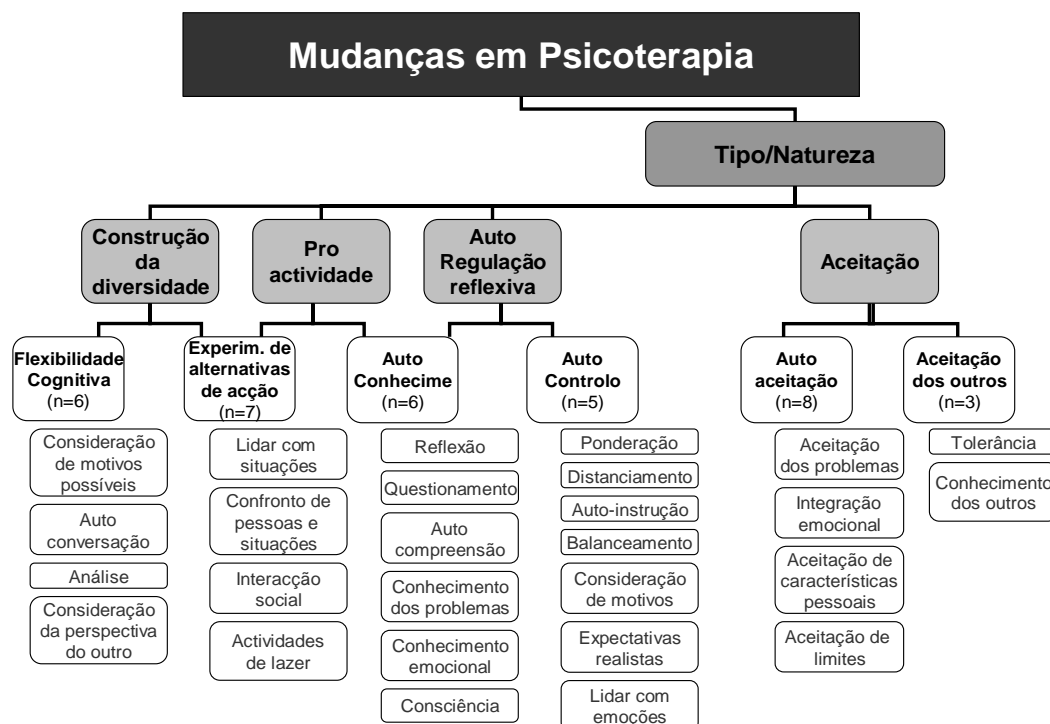 Mudanças em Psicoterapia
Tipo/Natureza
Construção
da
diversidade
Pro
actividade
Auto
Regulação
reflexiva
Aceitação
Flexibilidade
Cognitiva
(n=6)
Experim. de
alternativas
de acção
(n=7)
Auto
Conhecime
(n=6)
Auto
Controlo
(n=5)
Auto
aceitação
(n=8)
Aceitação
dos outros
(n=3)
Consideração
de motivos
possíveis
Auto
conversação
Análise
Consideração
da perspectiva
do outro
Lidar com
situações
Confronto de
pessoas e
situações
Interacção
social
Actividades
de lazer
Reflexão
Questionamento
Auto
compreensão
Conhecimento
dos problemas
Conhecimento
emocional
Consciência
Ponderação
Distanciamento
Auto-instrução
Balanceamento
Consideração
de motivos
Expectativas
realistas
Lidar com
emoções
Aceitação
dos problemas
Integração
emocional
Aceitação de
características
pessoais
Aceitação de
limites
Tolerância
Conhecimento
dos outros